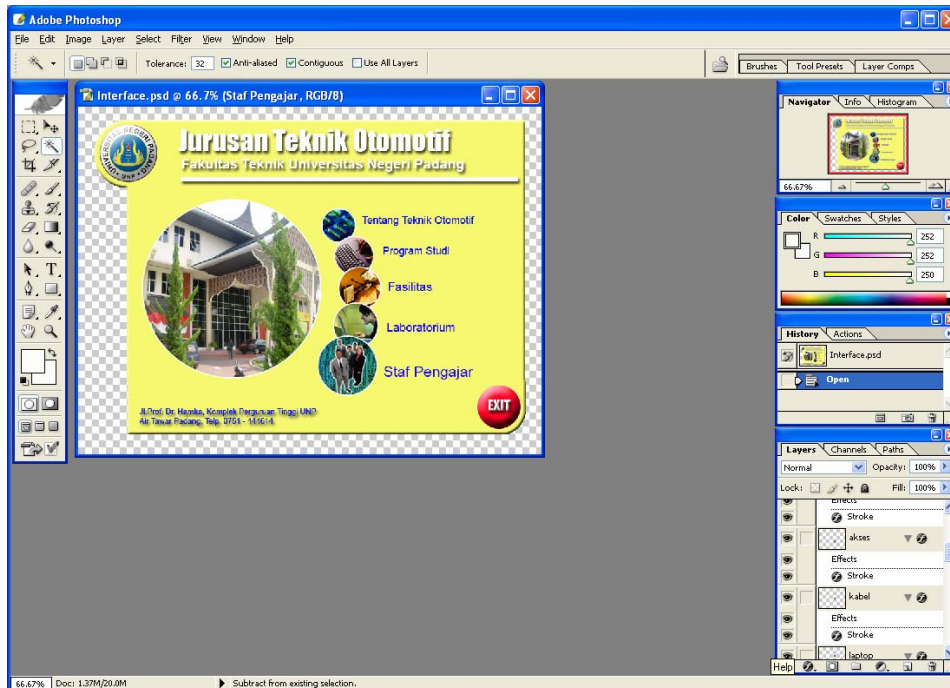 Adobe Photoshop
File Edit Image Layer Select Filter View Window Help
Tolerance: 32 Anti-aliased Contiguous Use All Layers
Brushes Tool Presets Layer Comps
Interface.psd @ 66.7% (Staf Pengajar, RGB/8)
UNIVERSITAS NEGERI PADANG
UNP
Jurusan Teknik Otomotif
Fakultas Teknik Universitas Negeri Padang
Tentang Teknik Otomotif
Program Studi
Fasilitas
Laboratorium
Staf Pengajar
EXIT
Jl.Prof. Dr. Hamka, Komplek Perguruan Tinggi UNP
Air Tawar Padang, Telp. 0751 -
Navigator Info Histogram
66.67%
Color Swatches Styles
R 252
G 252
B 250
History Actions
Interface.psd
Open
Layers Channels Paths
Normal Opacity: 100%
Lock: Fill: 100%
Effects
Stroke
akses
Effects
Stroke
kabel
Effects
Stroke
laptop
Help
66.67% Doc: 1.37M/20.0M Subtract from existing selection.